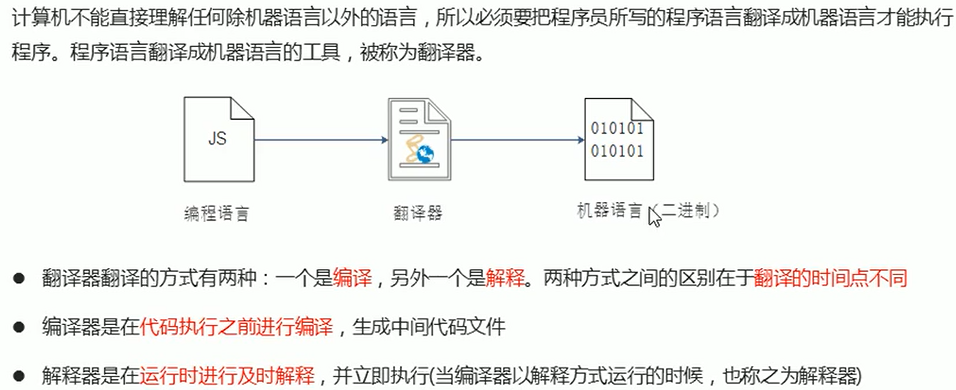 计算机不能直接理解任何除机器语言以外的语言，所以必须要把程序员所写的程序语言翻译成机器语言才能执行
程序。程序语言翻译成机器语言的工具，被称为翻译器。
JS
010101
010101
编程语言
翻译器
机器语言（二进制）
● 翻译器翻译的方式有两种：一个是编译，另外一个是解释。两种方式之间的区别在于翻译的时间点不同
● 编译器是在代码执行之前进行编译，生成中间代码文件
● 解释器是在运行时进行及时解释，并立即执行(当编译器以解释方式运行的时候，也称之为解释器)